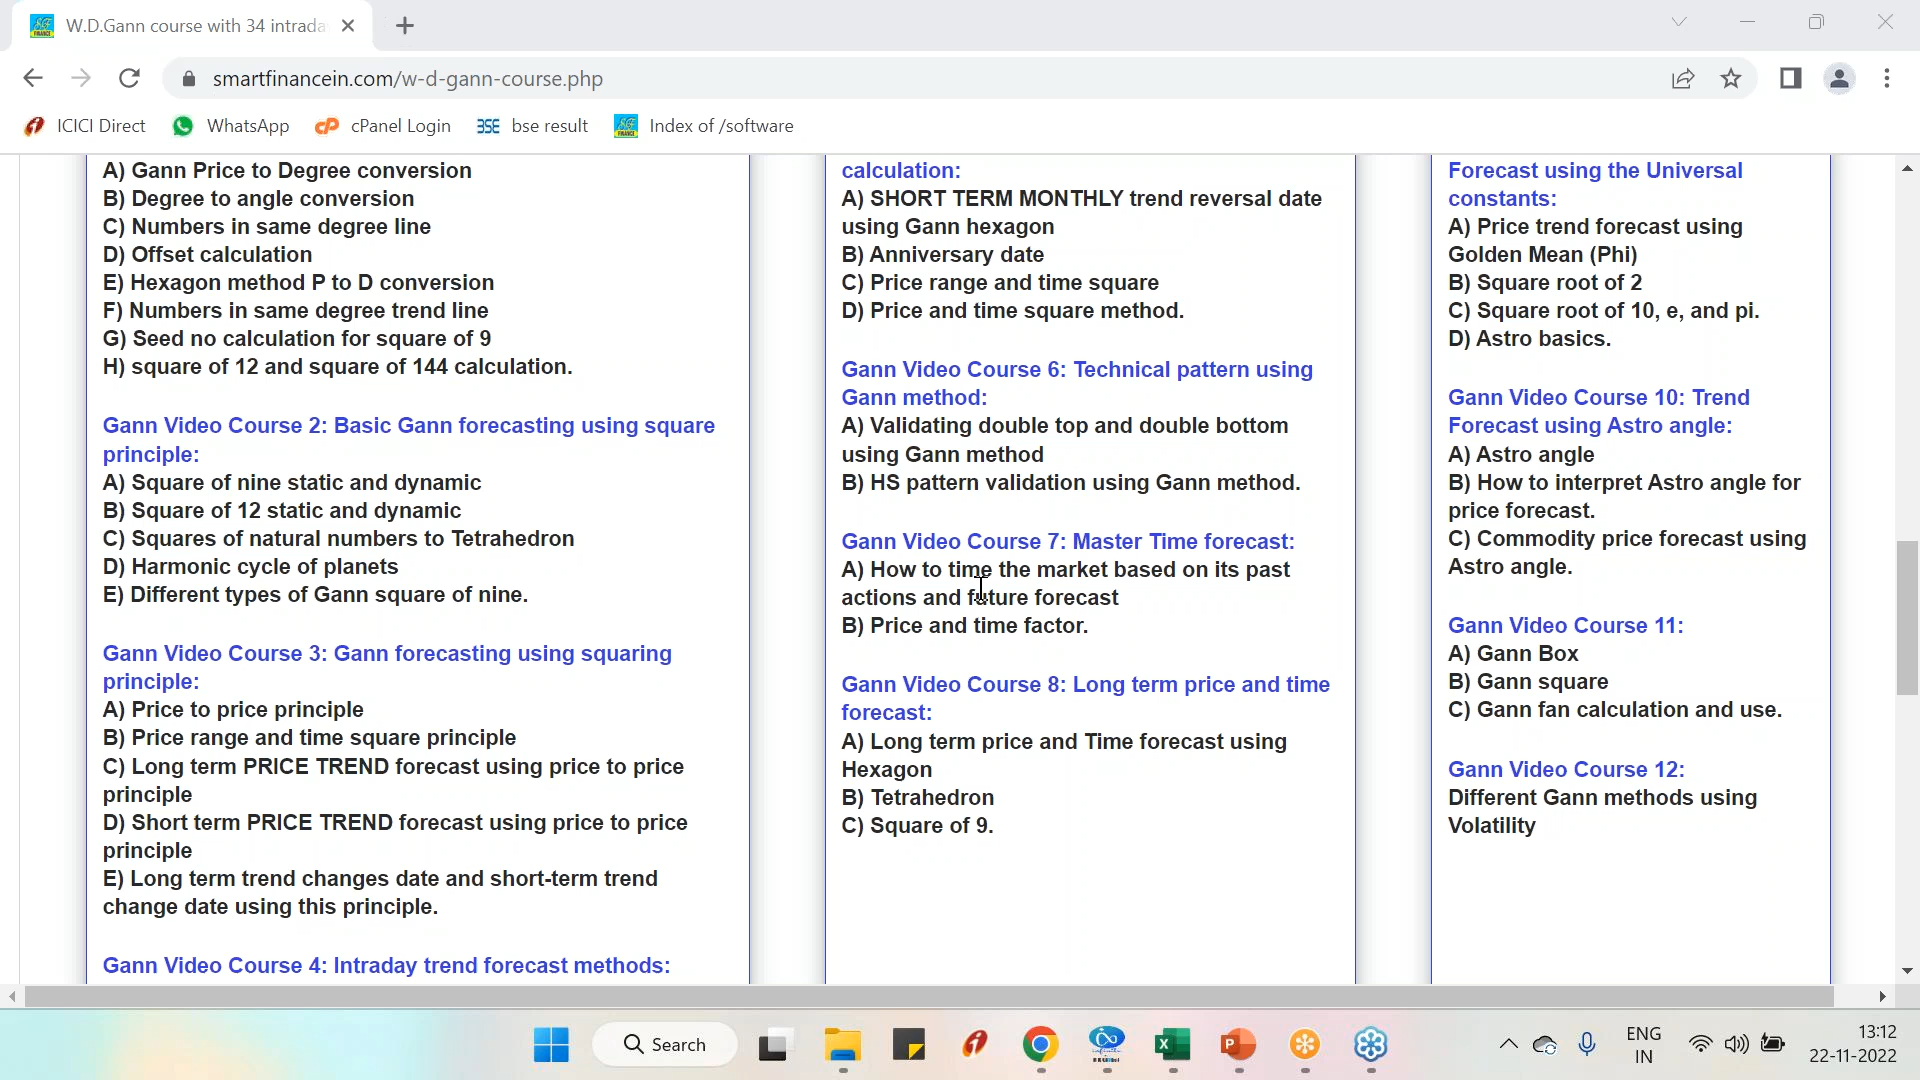 W.D.Gann course with 34 intrada
smartfinancein.com/w-d-gann-course.php
ICICI Direct
WhatsApp
cPanel Login
bse result
Index of /software
A) Gann Price to Degree conversion
B) Degree to angle conversion
C) Numbers in same degree line
D) Offset calculation
E) Hexagon method P to D conversion
F) Numbers in same degree trend line
G) Seed no calculation for square of 9
H) square of 12 and square of 144 calculation.
Gann Video Course 2: Basic Gann forecasting using square
principle:
A) Square of nine static and dynamic
B) Square of 12 static and dynamic
C) Squares of natural numbers to Tetrahedron
D) Harmonic cycle of planets
E) Different types of Gann square of nine.
Gann Video Course 3: Gann forecasting using squaring
principle:
A) Price to price principle
B) Price range and time square principle
C) Long term PRICE TREND forecast using price to price
principle
D) Short term PRICE TREND forecast using price to price
principle
E) Long term trend changes date and short-term trend
change date using this principle.
Gann Video Course 4: Intraday trend forecast methods:
calculation:
A) SHORT TERM MONTHLY trend reversal date
using Gann hexagon
B) Anniversary date
C) Price range and time square
D) Price and time square method.
Gann Video Course 6: Technical pattern using
Gann method:
A) Validating double top and double bottom
using Gann method
B) HS pattern validation using Gann method.
Gann Video Course 7: Master Time forecast:
A) How to time the market based on its past
actions and future forecast
B) Price and time factor.
Gann Video Course 8: Long term price and time
forecast:
A) Long term price and Time forecast using
Hexagon
B) Tetrahedron
C) Square of 9.
Forecast using the Universal
constants:
A) Price trend forecast using
Golden Mean (Phi)
B) Square root of 2
C) Square root of 10, e, and pi.
D) Astro basics.
Gann Video Course 10: Trend
Forecast using Astro angle:
A) Astro angle
B) How to interpret Astro angle for
price forecast.
C) Commodity price forecast using
Astro angle.
Gann Video Course 11:
A) Gann Box
B) Gann square
C) Gann fan calculation and use.
Gann Video Course 12:
Different Gann methods using
Volatility
Search
ENG
IN
13:12
22-11-2022